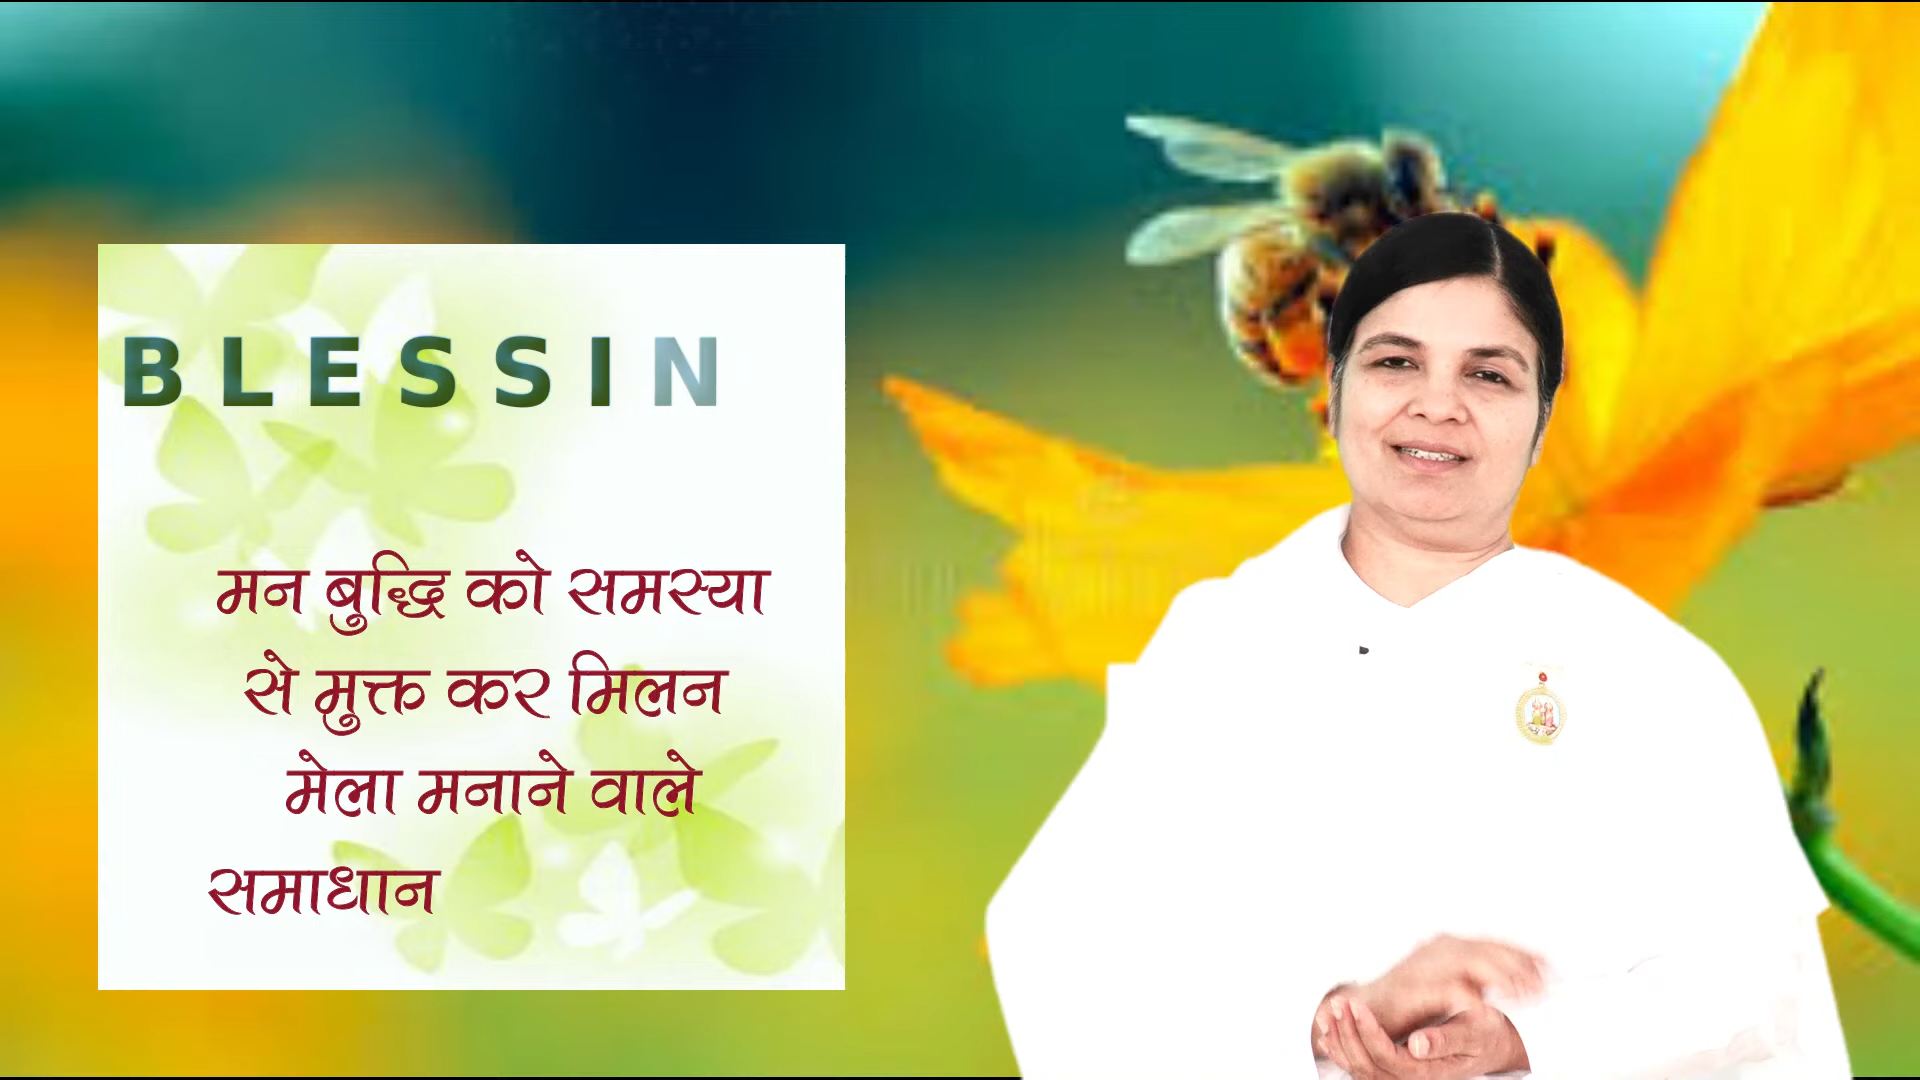 BLESSIN
मन बुद्धि को समस्या
से मुक्त कर मिलन
मेला मनाने वाले
समाधान